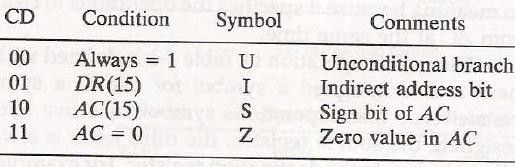 CD Condition Symbol Comments
00 Always = 1 U Unconditional branch
01 DR(15) I Indirect address bit
10 AC(15) S Sign bit of AC
11 AC = 0 Z Zero value in AC